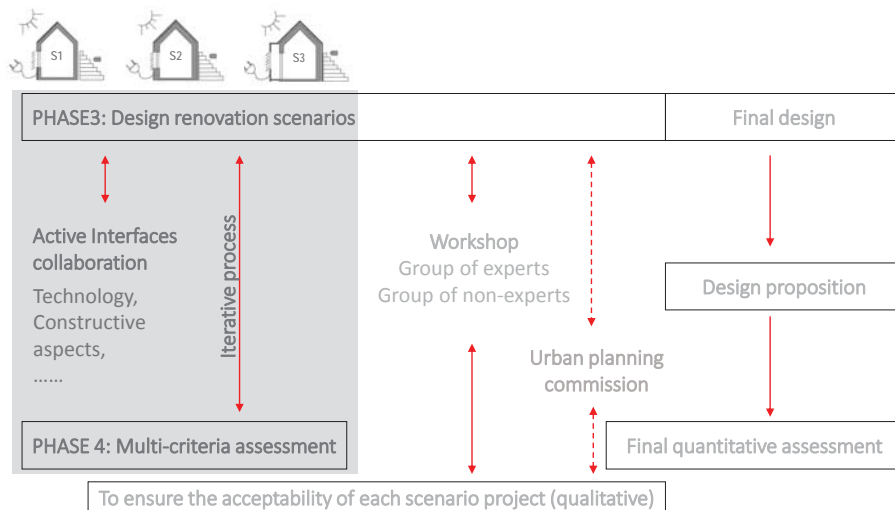 S1
S2
S3
PHASE3: Design renovation scenarios
Final design
Active Interfaces
collaboration
Technology,
Constructive
aspects,
......
Iterative process
Workshop
Group of experts
Group of non-experts
Urban planning
commission
Design proposition
PHASE 4: Multi-criteria assessment
Final quantitative assessment
To ensure the acceptability of each scenario project (qualitative)